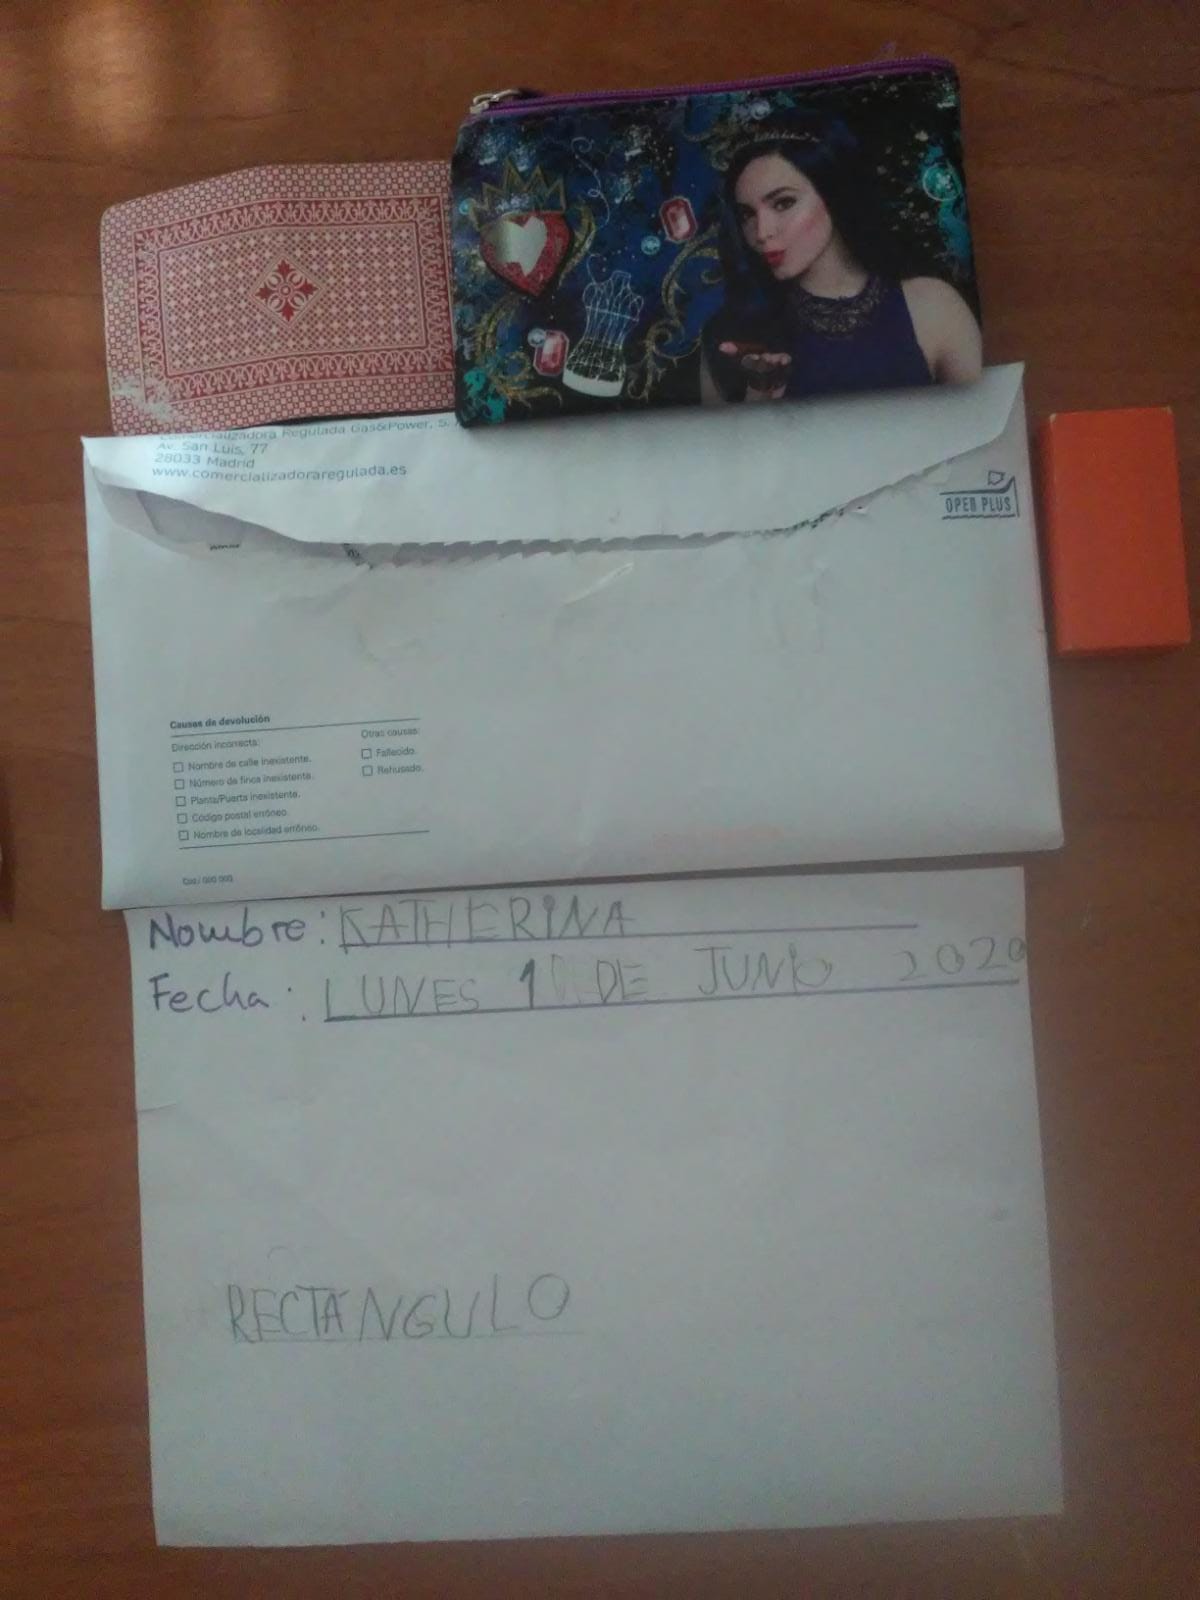 Comercializadora Regulada Gas&Power, S.
Av. San Luis, 77
28033 Madrid
www.comercializadoraregulada.es
OPEN PLUS
Causas de devolución
Dirección incorrecta:
Nombre de calle inexistente.
Número de finca inexistente.
Planta/Puerta inexistente.
Código postal erróneo.
Nombre de localidad erróneo.
Otras causas:
Fallecido.
Rehusado.
Nombre: KATHERINA
Fecha: LUNES 1 DE JUNIO 2020
RECTÁNGULO